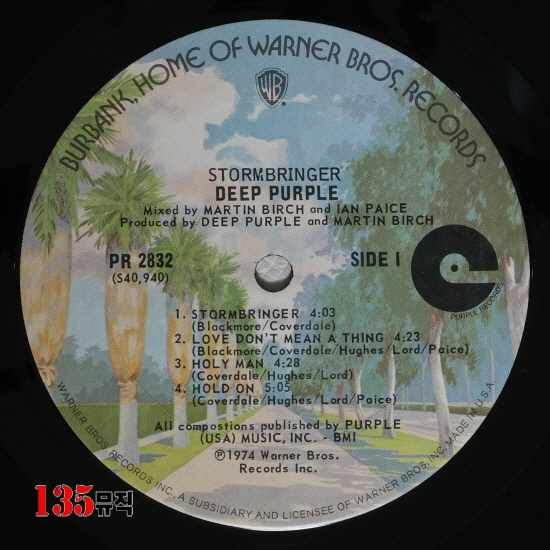 BURBANK, HOME OF WARNER BROS. RECORDS
WB
STORMBRINGER
DEEP PURPLE
Mixed by MARTIN BIRCH and IAN PAICE
Produced by DEEP PURPLE and MARTIN BIRCH
PR 2832
SIDE I
(S40,940)
PURPLE RECORDS
1. STORMBRINGER 4:03
(Blackmore/Coverdale)
2. LOVE DON'T MEAN A THING 4:23
(Blackmore/Coverdale/Hughes/Lord/Paice)
3. HOLY MAN 4:28
(Coverdale/Hughes/Lord)
4. HOLD ON 5:05
(Coverdale/Hughes/Lord/Paice)
All compostions published by PURPLE
(USA) MUSIC, INC. - BMI
℗1974 Warner Bros.
Records Inc.
WARNER BROS. RECORDS INC., A SUBSIDIARY AND LICENSEE OF WARNER BROS. INC. MADE IN U.S.A.
135뮤직